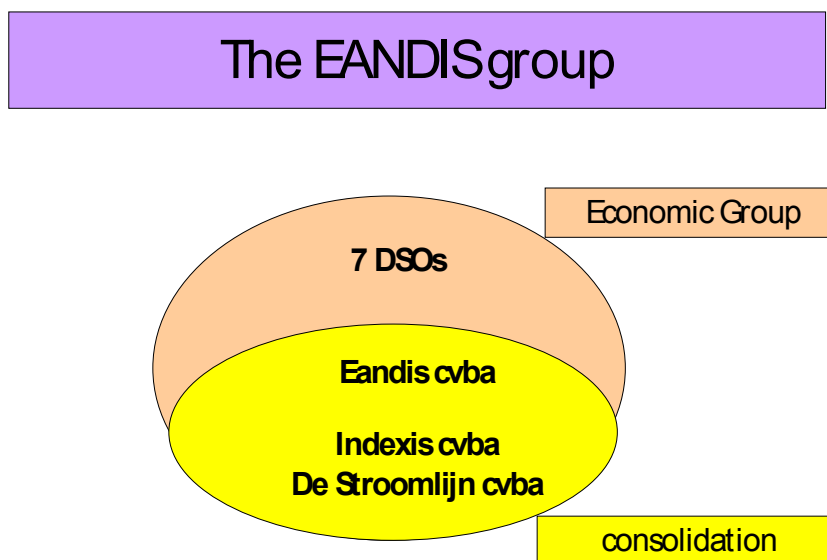 The EANDIS group
Economic Group
7 DSOs
Eandis cvba
Indexis cvba
De Stroomlijn cvba
consolidation